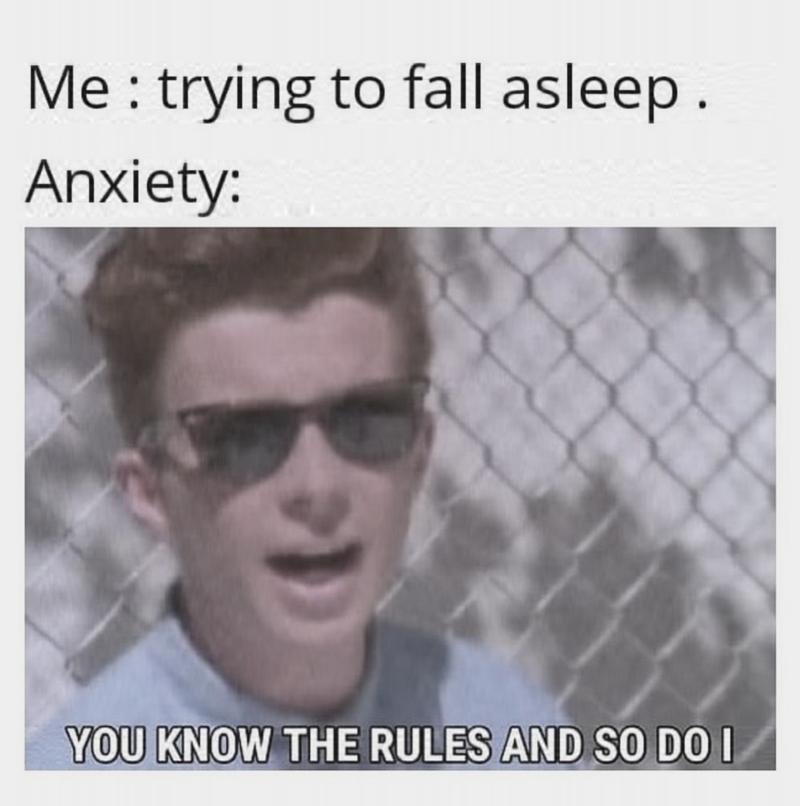 Me : trying to fall asleep .
Anxiety:
YOU KNOW THE RULES AND SO DO I